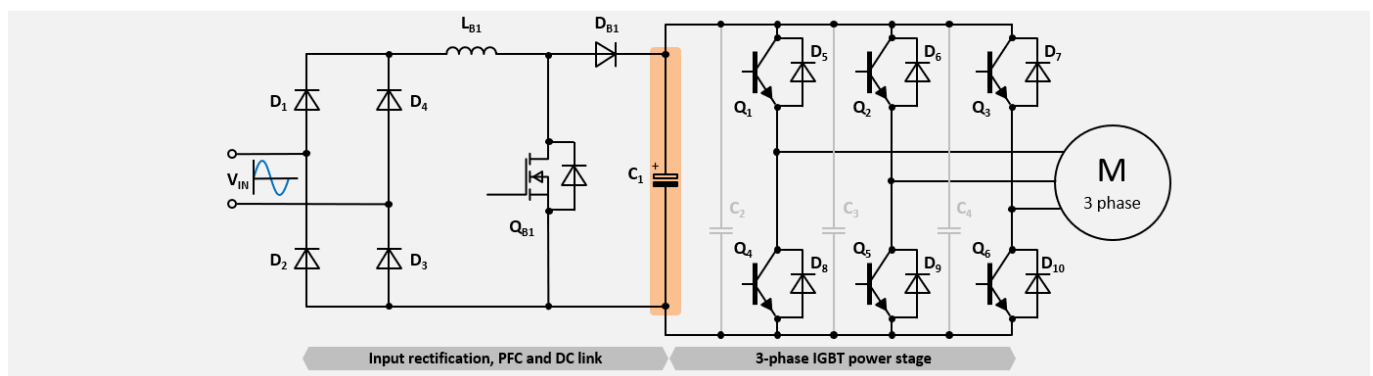 LB1
DB1
D5
D6
D7
D1
D4
Q1
Q2
Q3
VIN
+
C1
M
3 phase
QB1
C2
C3
C4
D2
D3
Q4
D8
Q5
D9
Q6
D10
Input rectification, PFC and DC link
3-phase IGBT power stage